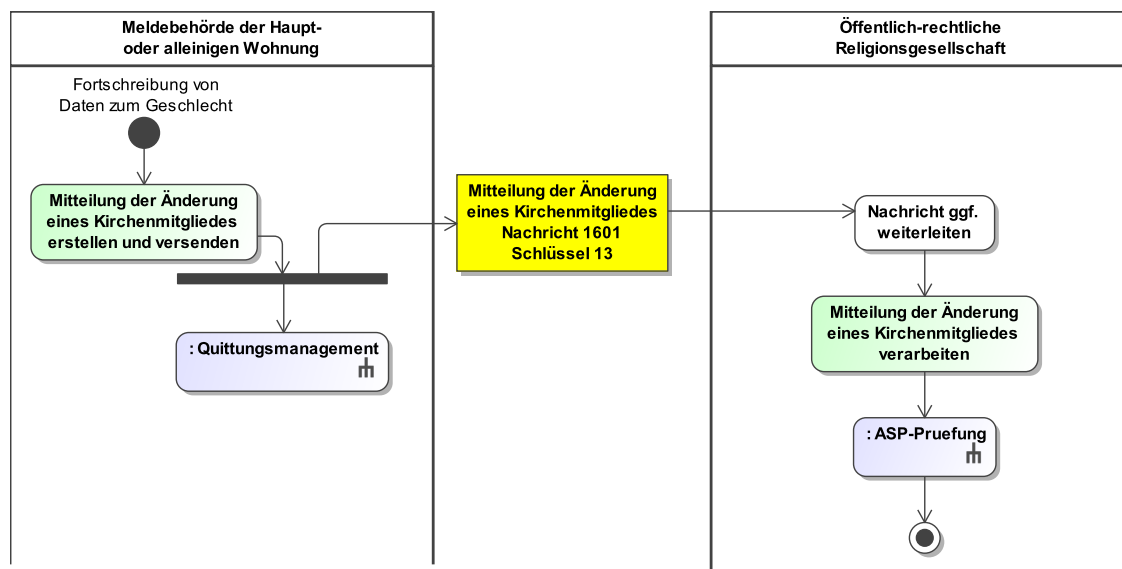 Meldebehörde der Haupt-
oder alleinigen Wohnung
Öffentlich-rechtliche
Religionsgesellschaft
Fortschreibung von
Daten zum Geschlecht
Mitteilung der Änderung
eines Kirchenmitgliedes
erstellen und versenden
Mitteilung der Änderung
eines Kirchenmitgliedes
Nachricht 1601
Schlüssel 13
Nachricht ggf.
weiterleiten
: Quittungsmanagement
Mitteilung der Änderung
eines Kirchenmitgliedes
verarbeiten
: ASP-Pruefung